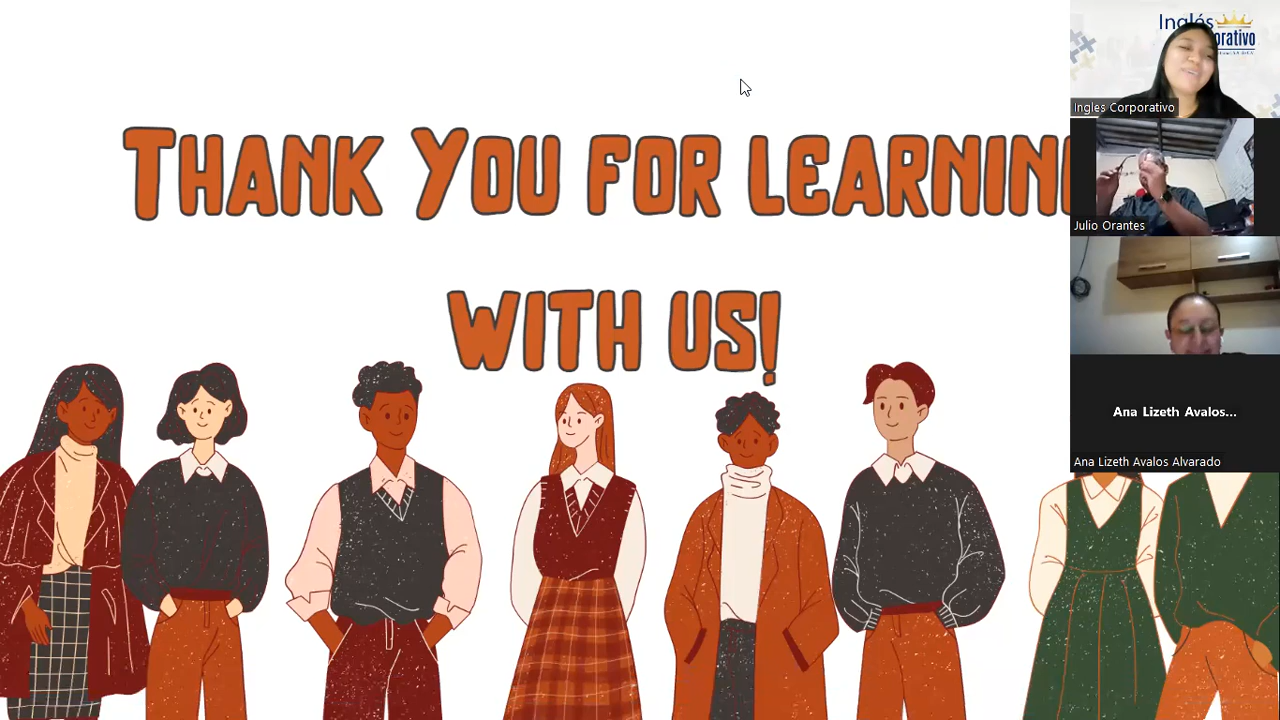 THANK YOU FOR LEARNIN
WITH US!
Inglés
orativo
Ingles Corporativo
Julio Orantes
Ana Lizeth Avalos...
Ana Lizeth Avalos Alvarado